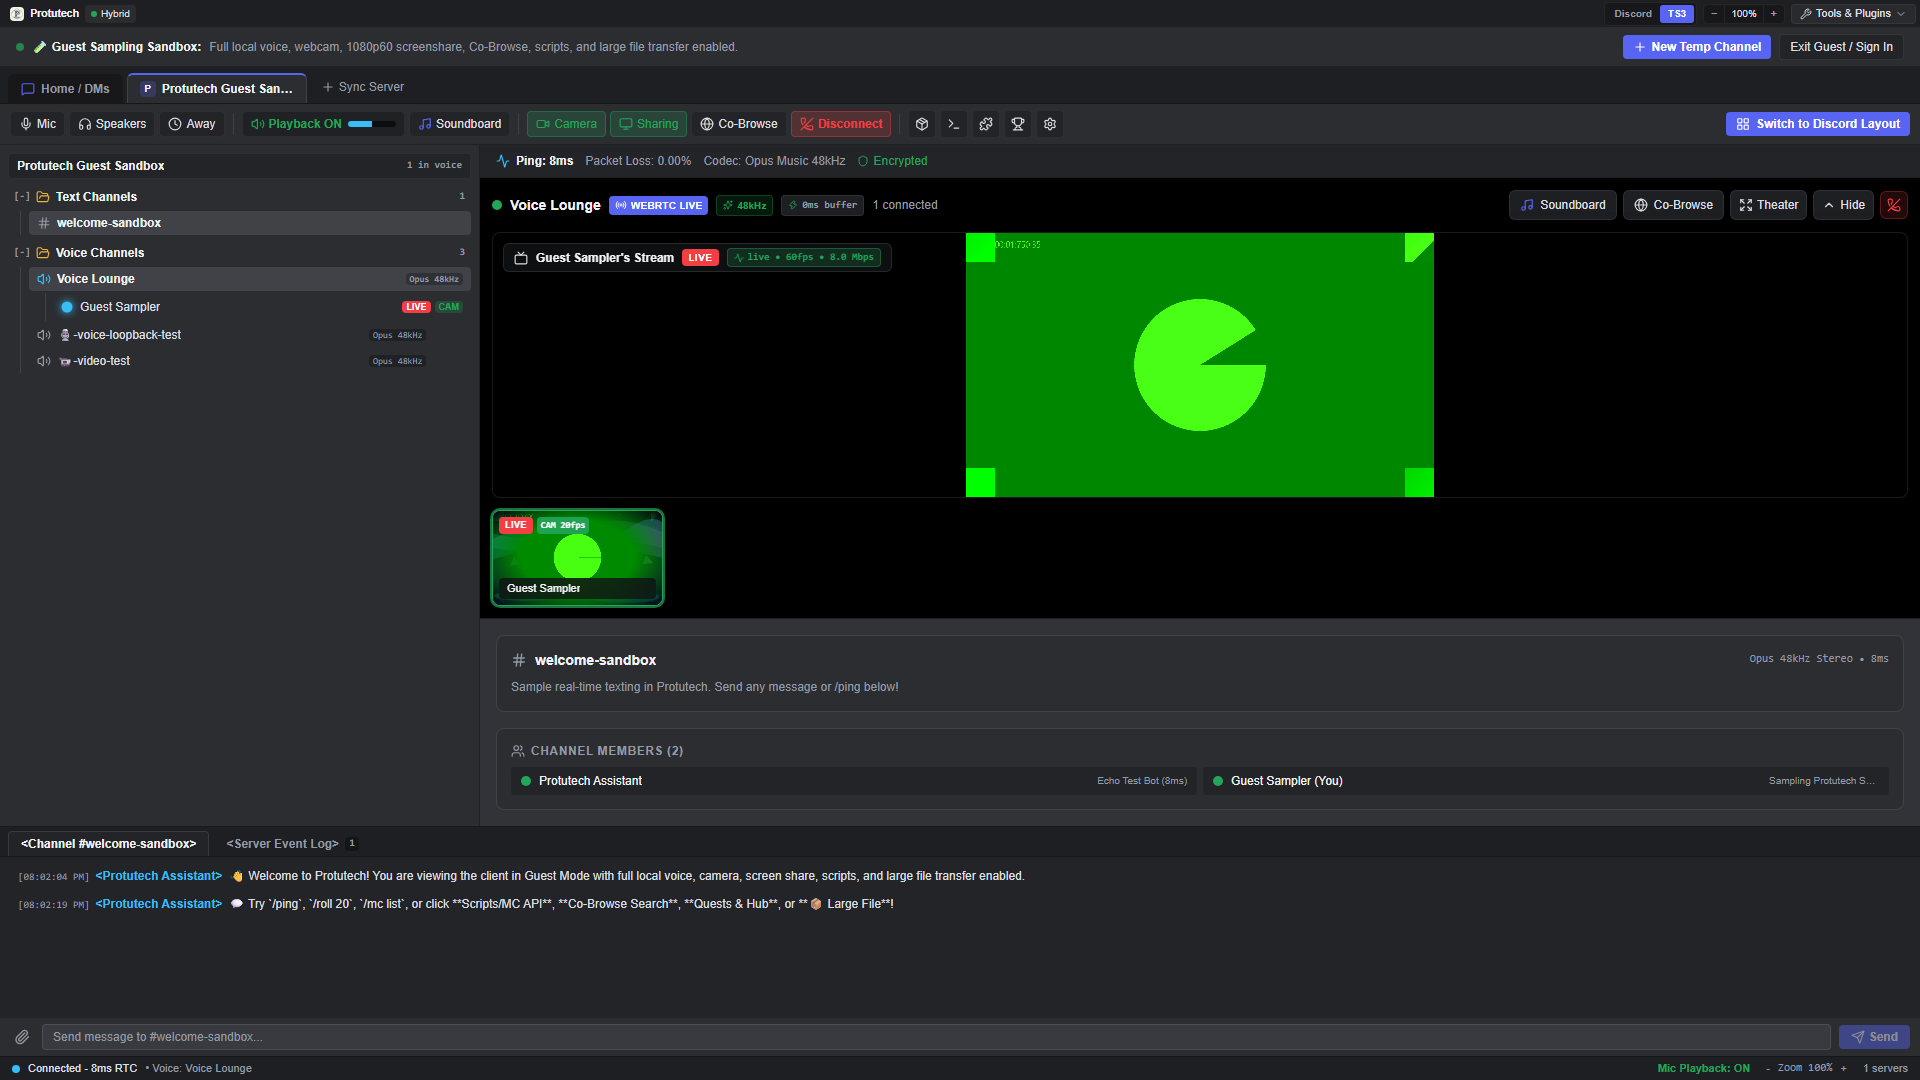 Protutech Hybrid
Discord TS3 − 100% + Tools & Plugins
Guest Sampling Sandbox: Full local voice, webcam, 1080p60 screenshare, Co-Browse, scripts, and large file transfer enabled.
+ New Temp Channel Exit Guest / Sign In
Home / DMs P Protutech Guest San... + Sync Server
Mic Speakers Away Playback ON Soundboard Camera Sharing Co-Browse Disconnect Switch to Discord Layout
Protutech Guest Sandbox 1 in voice
[-] Text Channels 1
# welcome-sandbox
[-] Voice Channels 3
Voice Lounge Opus 48kHz
Guest Sampler LIVE CAM
-voice-loopback-test Opus 48kHz
-video-test Opus 48kHz
Ping: 8ms Packet Loss: 0.00% Codec: Opus Music 48kHz Encrypted
Voice Lounge WEBRTC LIVE 48kHz 0ms buffer 1 connected
Soundboard Co-Browse Theater Hide
Guest Sampler's Stream LIVE live • 60fps • 8.0 Mbps
LIVE CAM 20fps
Guest Sampler
# welcome-sandbox
Opus 48kHz Stereo • 8ms
Sample real-time texting in Protutech. Send any message or /ping below!
CHANNEL MEMBERS (2)
Protutech Assistant Echo Test Bot (8ms)
Guest Sampler (You) Sampling Protutech S...
<Channel #welcome-sandbox> <Server Event Log> 1
[08:02:04 PM] <Protutech Assistant> 👋 Welcome to Protutech! You are viewing the client in Guest Mode with full local voice, camera, screen share, scripts, and large file transfer enabled.
[08:02:19 PM] <Protutech Assistant> 💬 Try `/ping`, `/roll 20`, `/mc list`, or click **Scripts/MC API**, **Co-Browse Search**, **Quests & Hub**, or **📦 Large File**!
Send message to #welcome-sandbox...
Send
Connected - 8ms RTC • Voice: Voice Lounge
Mic Playback: ON - Zoom 100% + 1 servers